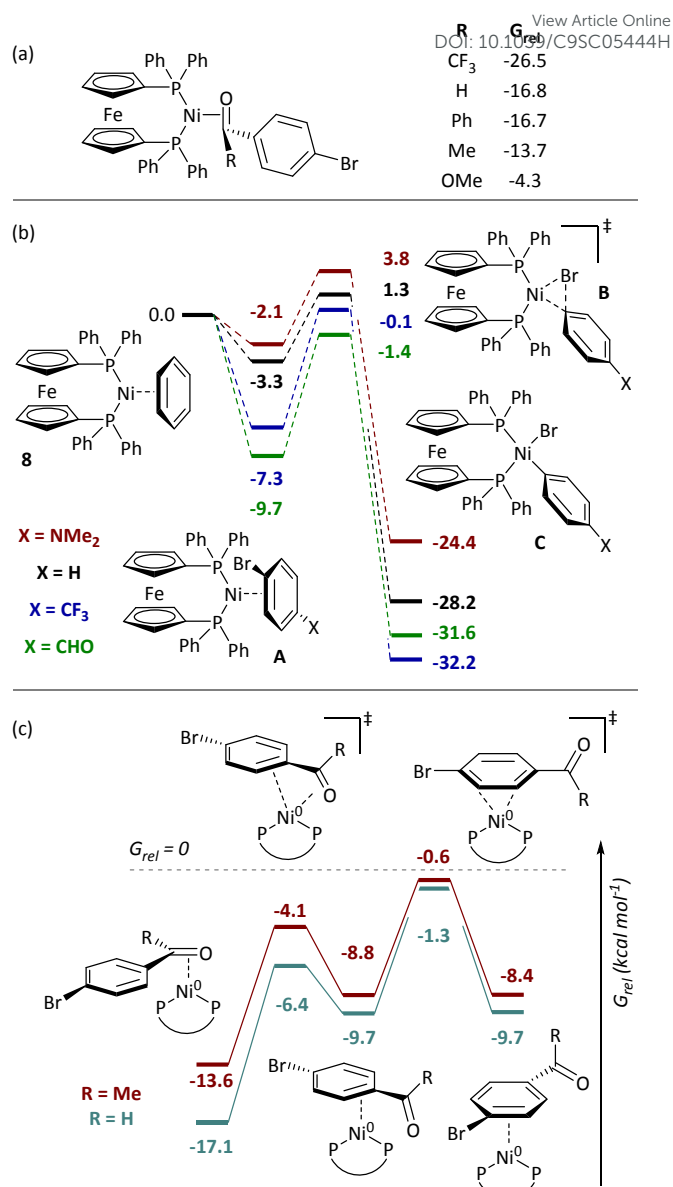 View Article Online
DOI: 10.1039/C9SC05444H
(a)
R Grel
CF3 -26.5
H -16.8
Ph -16.7
Me -13.7
OMe -4.3
Ph Ph
P
Fe
Ni
O
P
R
Br
Ph Ph
(b)
0.0
-2.1
-3.3
-7.3
-9.7
3.8
1.3
-0.1
-1.4
Ph Ph
P
Fe
Ni
Br
B
P
Ph Ph
X
‡
Ph Ph
P
Fe
Ni
P
Ph Ph
8
Ph Ph
P
Br
Fe
Ni
C
P
Ph Ph
X
-24.4
-28.2
-31.6
-32.2
X = NMe2
X = H
X = CF3
X = CHO
Ph Ph
P
Br
Fe
Ni
P
X
Ph Ph
A
(c)
Br
R
O
Ni0
P P
‡
Br
O
R
Ni0
P P
‡
Grel = 0
-4.1
-0.6
-8.8
-1.3
-8.4
-6.4
-9.7
-9.7
-13.6
-17.1
R
O
Br
Ni0
P P
R = Me
R = H
Br
R
O
Ni0
P P
R
O
Br
Ni0
P P
Grel (kcal mol-1)